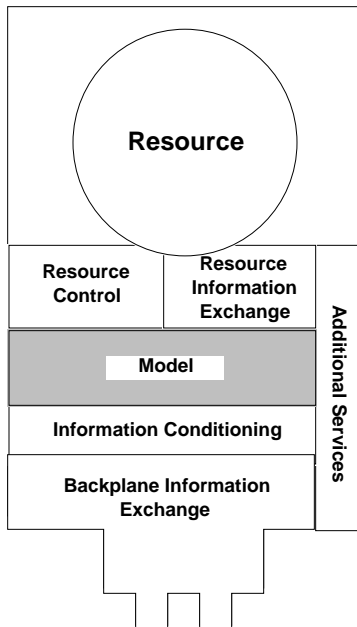 Resource
Resource
Control
Resource
Information
Exchange
Additional Services
Model
Information Conditioning
Backplane Information
Exchange